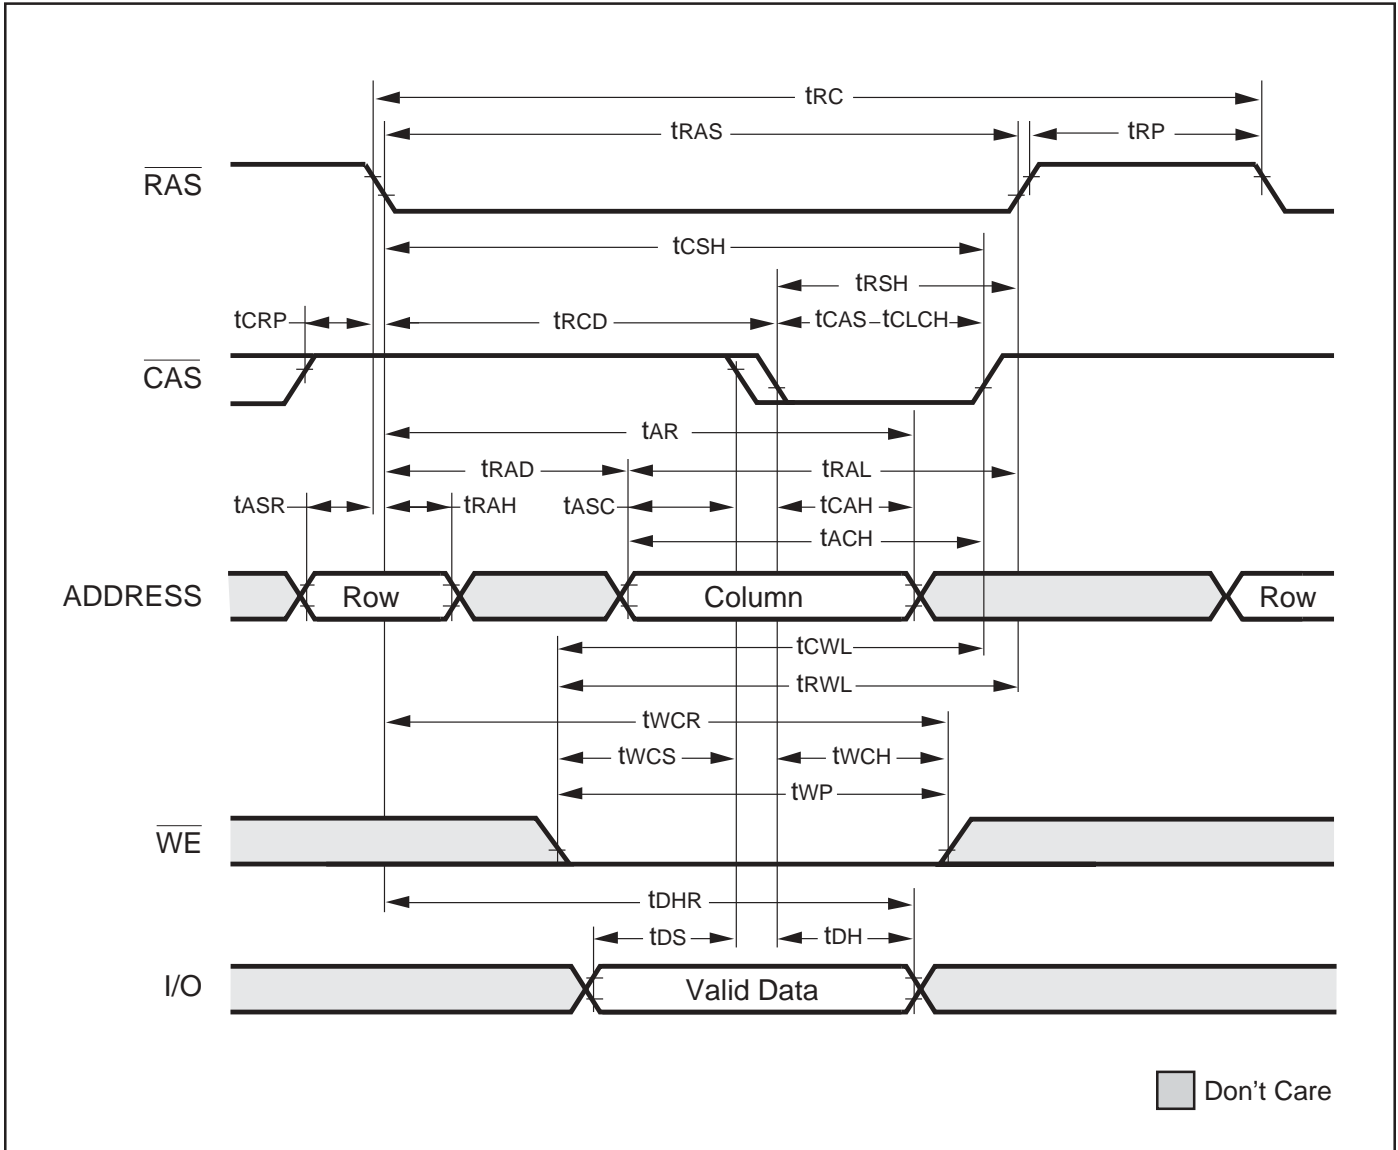 tRC
tRAS
tRP
RAS
tCSH
tRSH
tCRP
tRCD
tCAS
tCLCH
CAS
tAR
tRAD
tRAL
tASR
tRAH
tASC
tCAH
tACH
ADDRESS
Row
Column
Row
tCWL
tRWL
tWCR
tWCS
tWCH
tWP
WE
tDHR
tDS
tDH
I/O
Valid Data
Don't Care